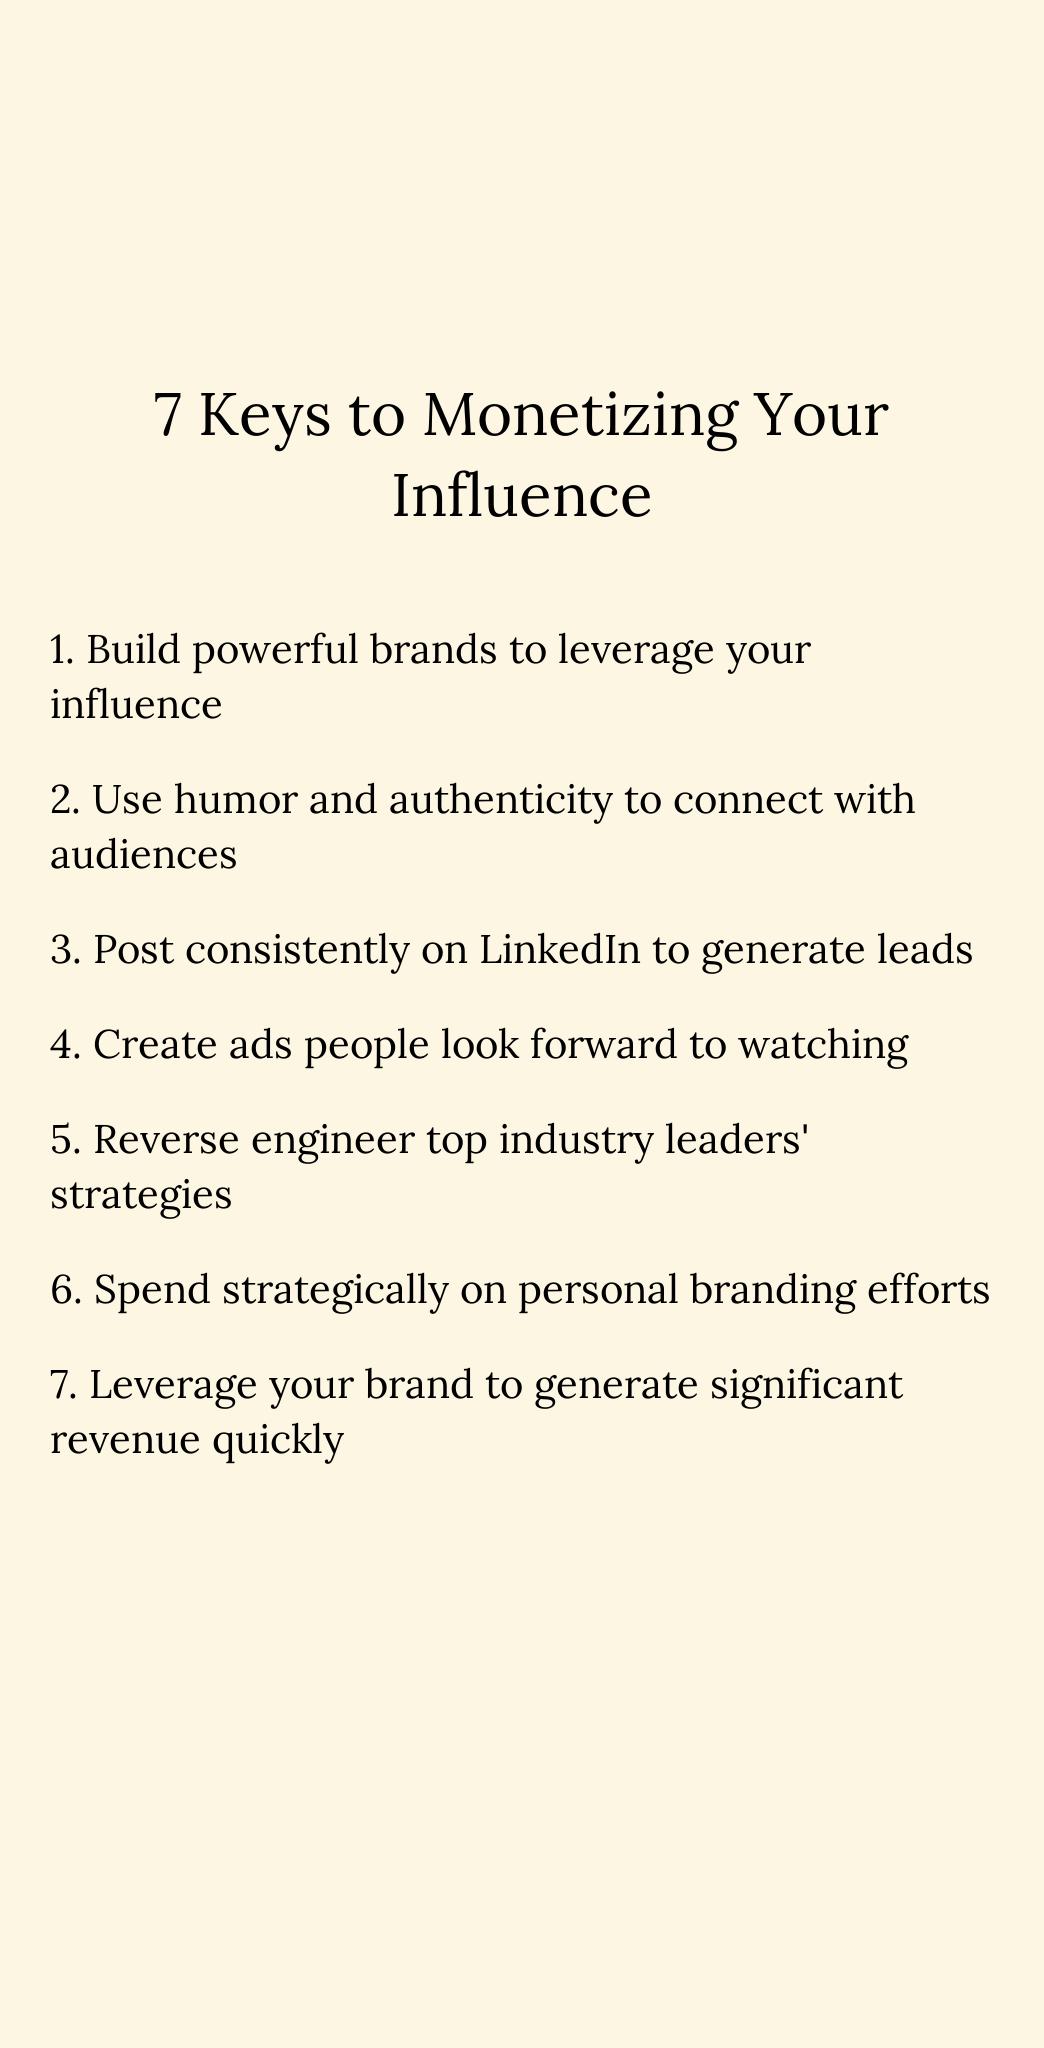 7 Keys to Monetizing Your
Influence
1. Build powerful brands to leverage your
influence
2. Use humor and authenticity to connect with
audiences
3. Post consistently on LinkedIn to generate leads
4. Create ads people look forward to watching
5. Reverse engineer top industry leaders'
strategies
6. Spend strategically on personal branding efforts
7. Leverage your brand to generate significant
revenue quickly